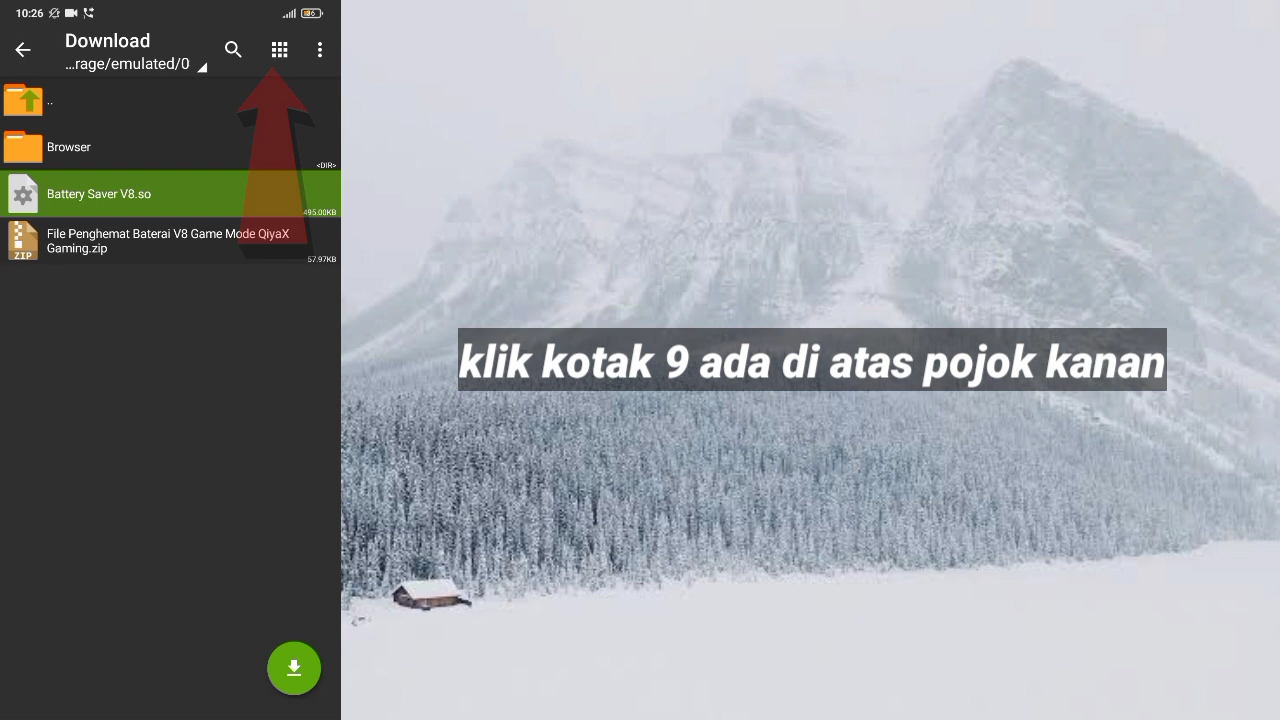 10:26
Download
...rage/emulated/0
..
Browser
<DIR>
Battery Saver V8.so
495.00KB
File Penghemat Baterai V8 Game Mode QiyaX
Gaming.zip
ZIP
57.97KB
klik kotak 9 ada di atas pojok kanan